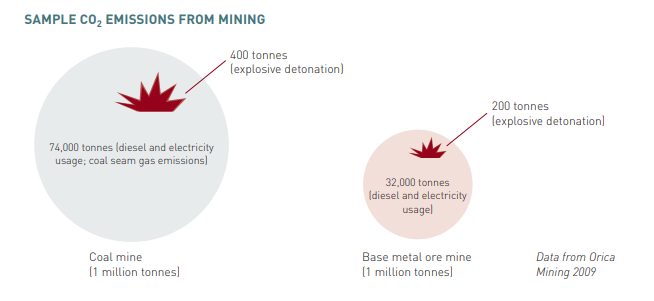 SAMPLE CO₂ EMISSIONS FROM MINING
400 tonnes
(explosive detonation)
74,000 tonnes (diesel and electricity
usage; coal seam gas emissions)
Coal mine
(1 million tonnes)
200 tonnes
(explosive detonation)
32,000 tonnes
(diesel and electricity
usage)
Base metal ore mine
(1 million tonnes)
Data from Orica
Mining 2009